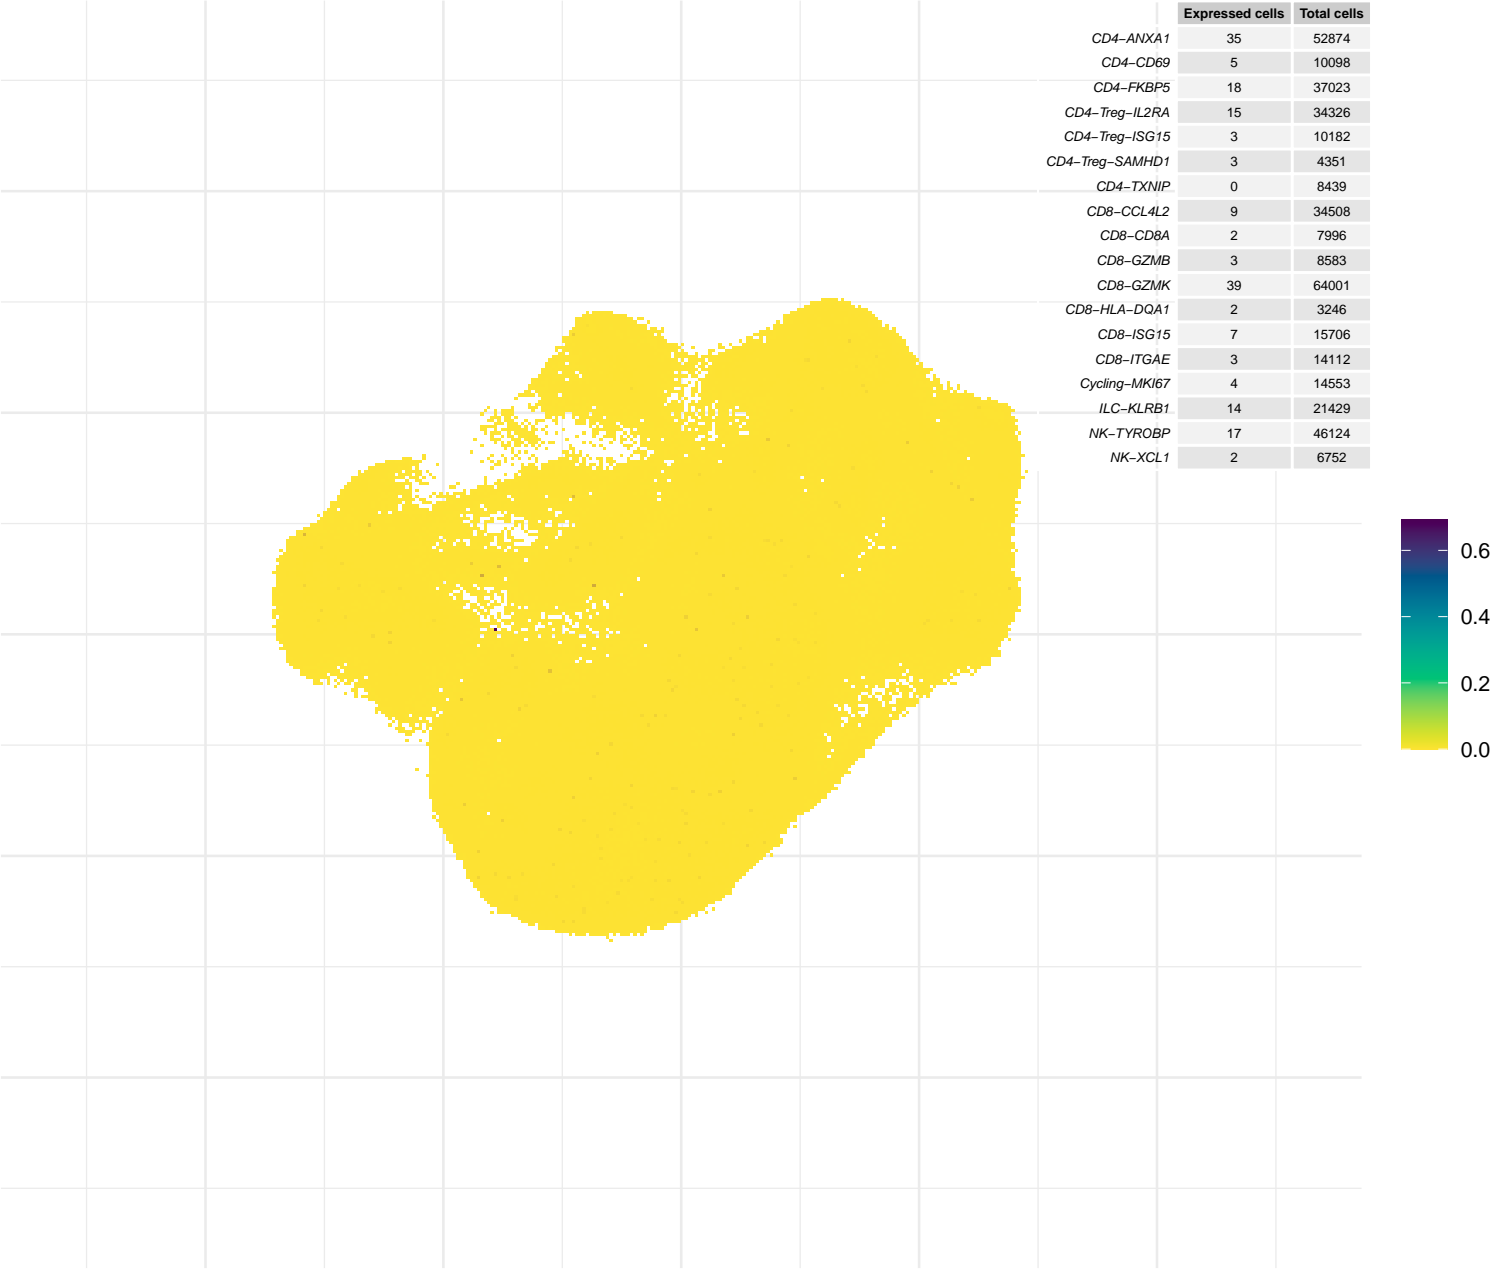 Expressed cells Total cells
CD4−ANXA1 35 52874
CD4−CD69 5 10098
CD4−FKBP5 18 37023
CD4−Treg−IL2RA 15 34326
CD4−Treg−ISG15 3 10182
CD4−Treg−SAMHD1 3 4351
CD4−TXNIP 0 8439
CD8−CCL4L2 9 34508
CD8−CD8A 2 7996
CD8−GZMB 3 8583
CD8−GZMK 39 64001
CD8−HLA−DQA1 2 3246
CD8−ISG15 7 15706
CD8−ITGAE 3 14112
Cycling−MKI67 4 14553
ILC−KLRB1 14 21429
NK−TYROBP 17 46124
NK−XCL1 2 6752
0.6
0.4
0.2
0.0